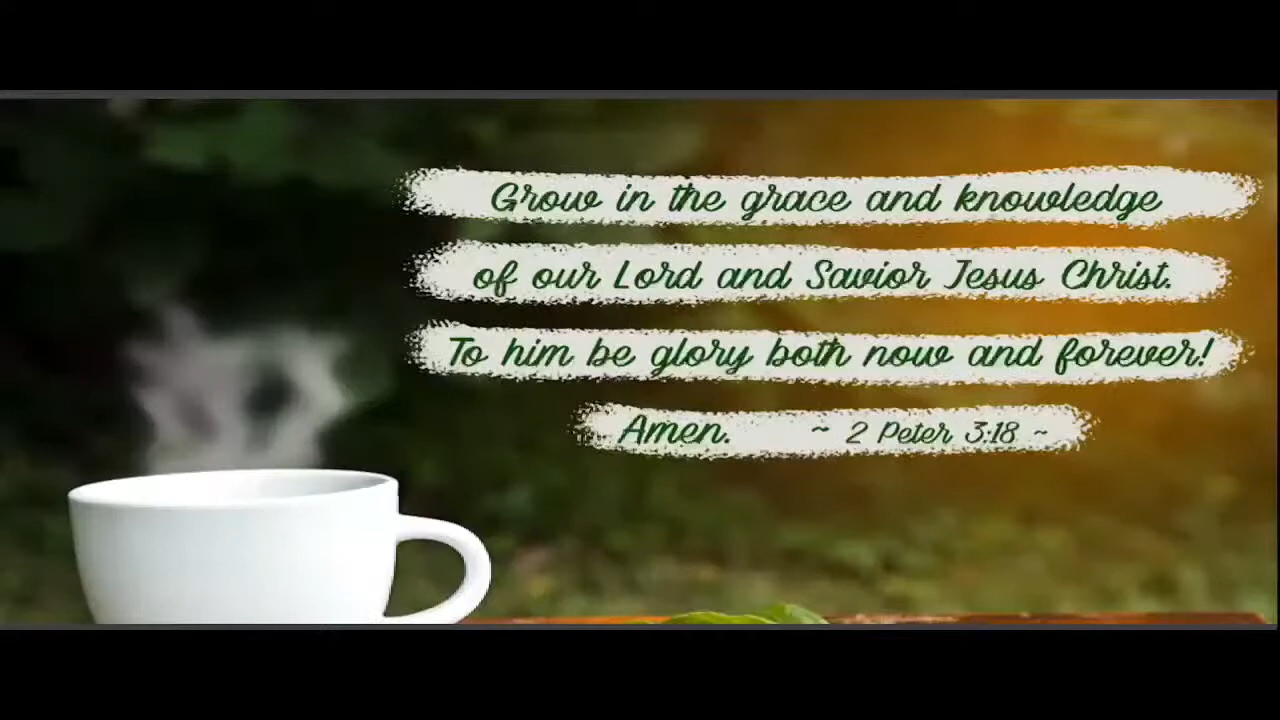 Grow in the grace and knowledge
of our Lord and Savior Jesus Christ.
To him be glory both now and forever!
Amen. ~ 2 Peter 3:18 ~